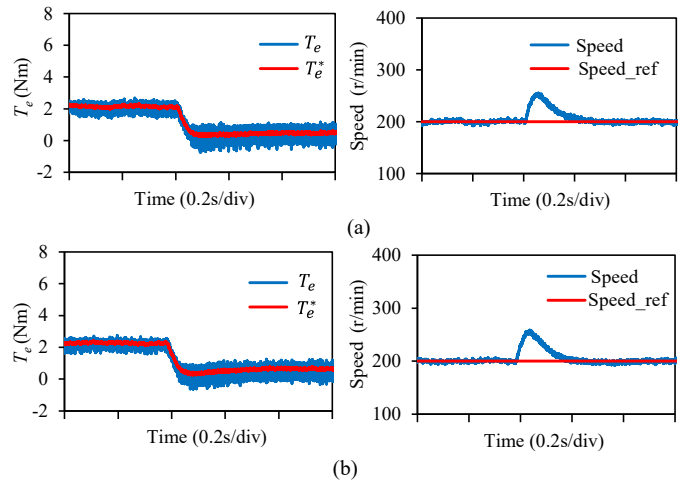 8
6
4
2
0
-2
T_e (Nm)
T_e
T_e^*
Time (0.2s/div)
400
300
200
100
Speed (r/min)
Speed
Speed_ref
Time (0.2s/div)
(a)
8
6
4
2
0
-2
T_e (Nm)
T_e
T_e^*
Time (0.2s/div)
400
300
200
100
Speed (r/min)
Speed
Speed_ref
Time (0.2s/div)
(b)